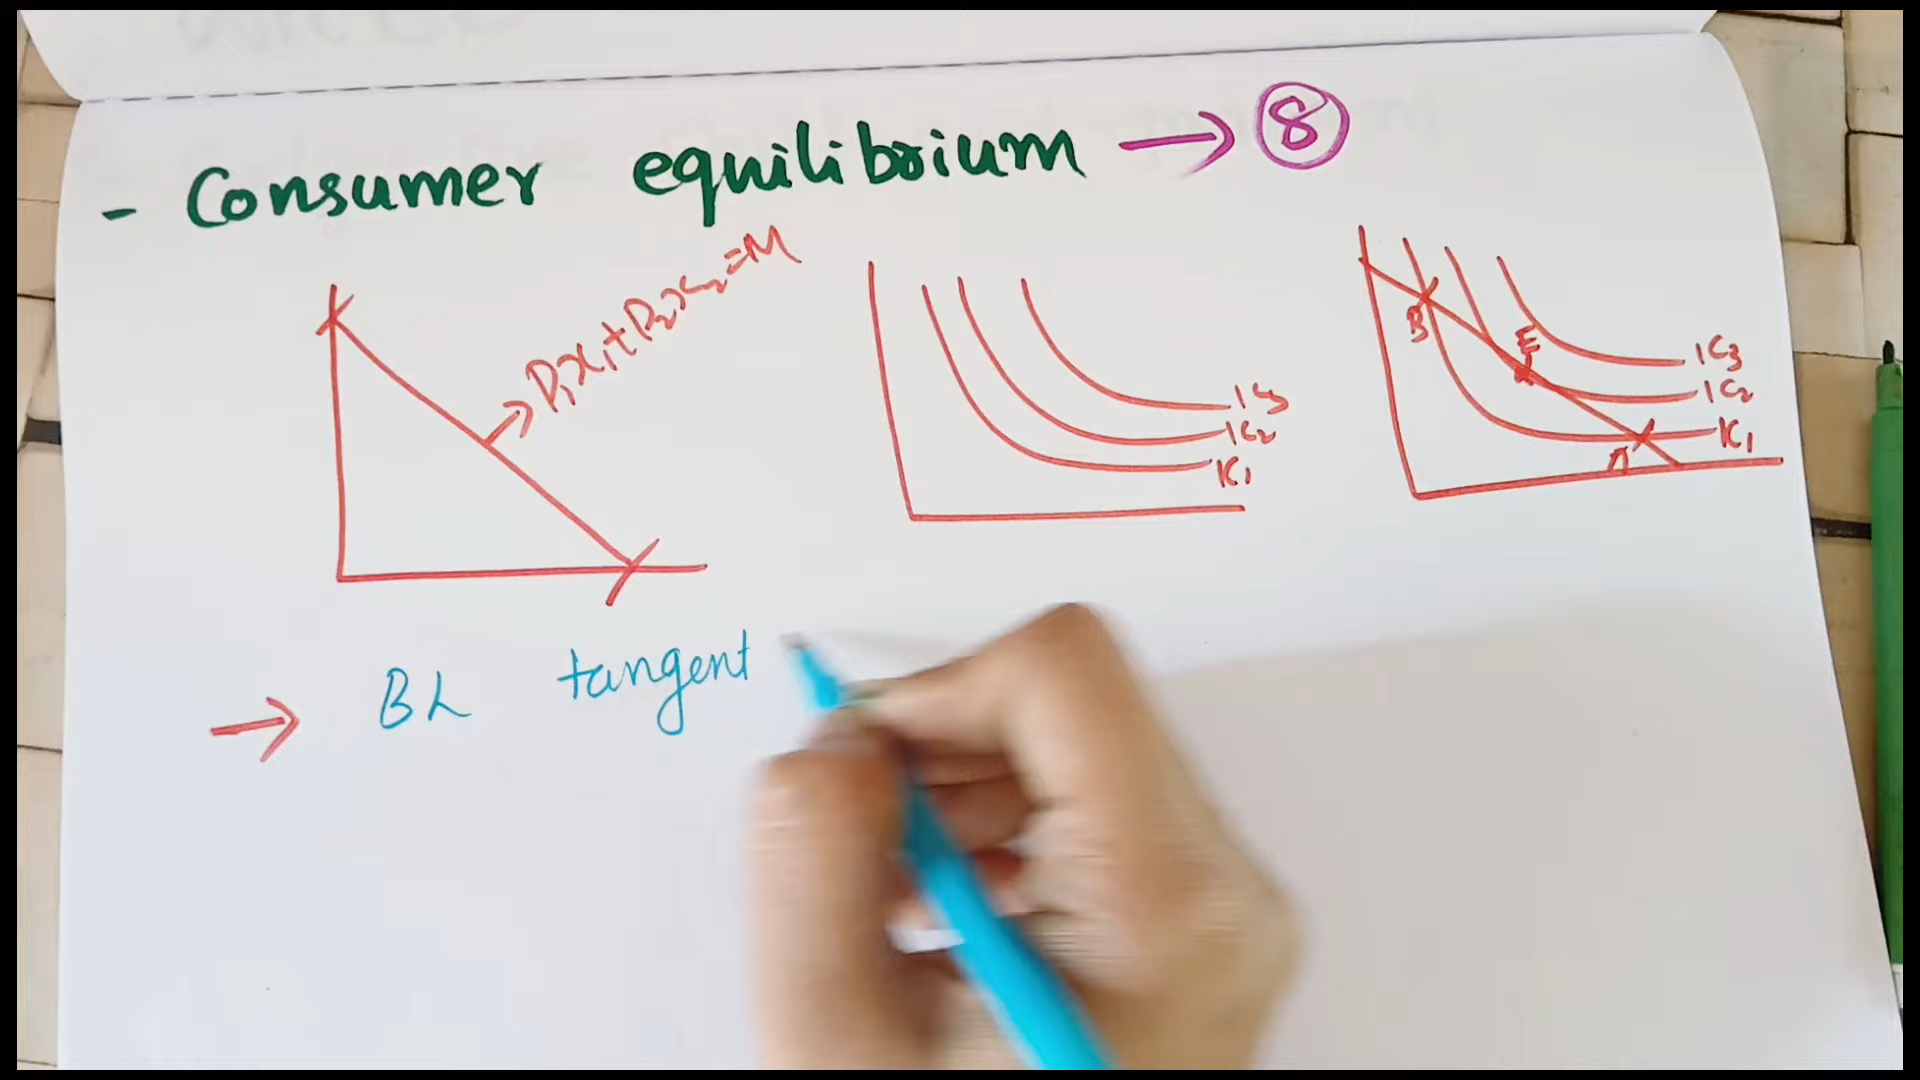 - Consumer equilibrium → ⑧
P₁x₁+P₂x₂=M
IC3
IC2
IC1
B
E
IC3
IC2
IC1
A
→ BL tangent